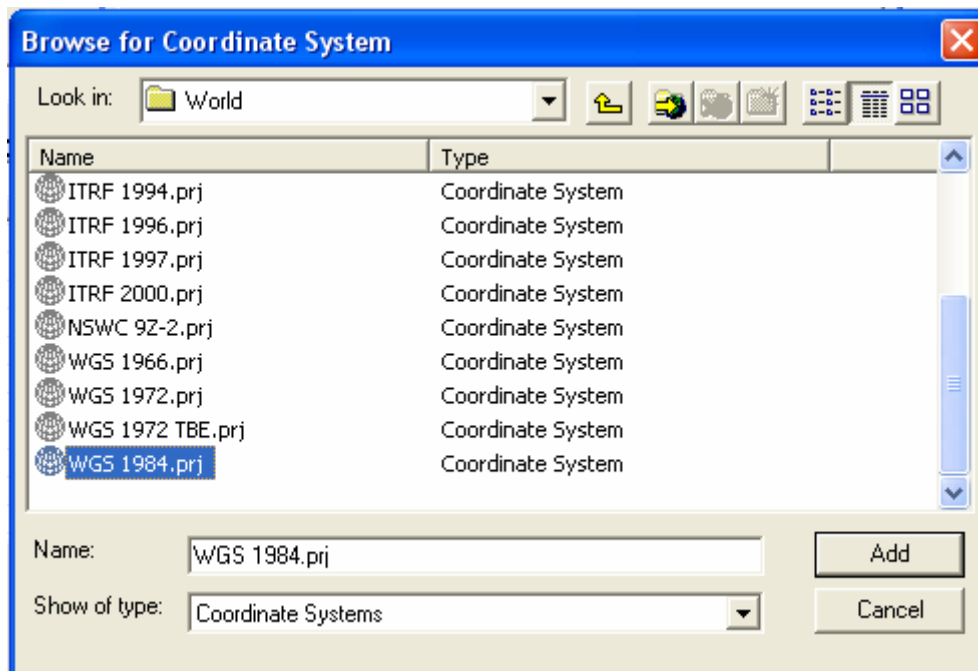 Browse for Coordinate System
Look in: World
Name Type
ITRF 1994.prj Coordinate System
ITRF 1996.prj Coordinate System
ITRF 1997.prj Coordinate System
ITRF 2000.prj Coordinate System
NSWC 9Z-2.prj Coordinate System
WGS 1966.prj Coordinate System
WGS 1972.prj Coordinate System
WGS 1972 TBE.prj Coordinate System
WGS 1984.prj Coordinate System
Name: WGS 1984.prj Add
Show of type: Coordinate Systems Cancel